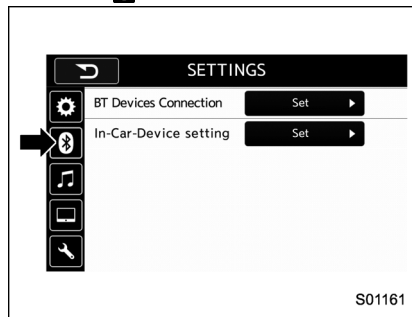 SETTINGS
BT Devices Connection Set
In-Car-Device setting Set
S01161